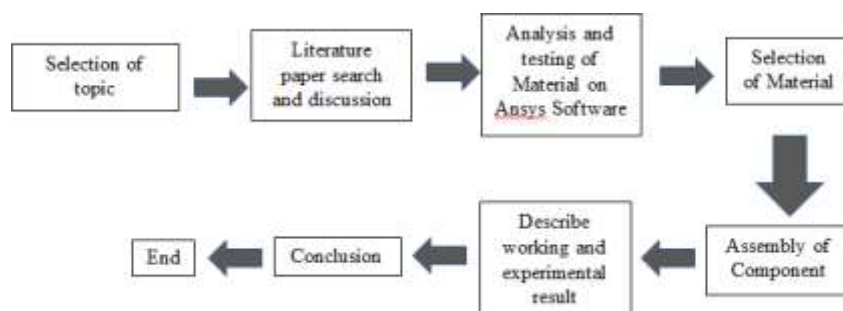 Selection of
topic
Literature
paper search
and discussion
Analysis and
testing of
Material on
Ansys Software
Selection
of Material
Assembly of
Component
Describe
working and
experimental
result
Conclusion
End